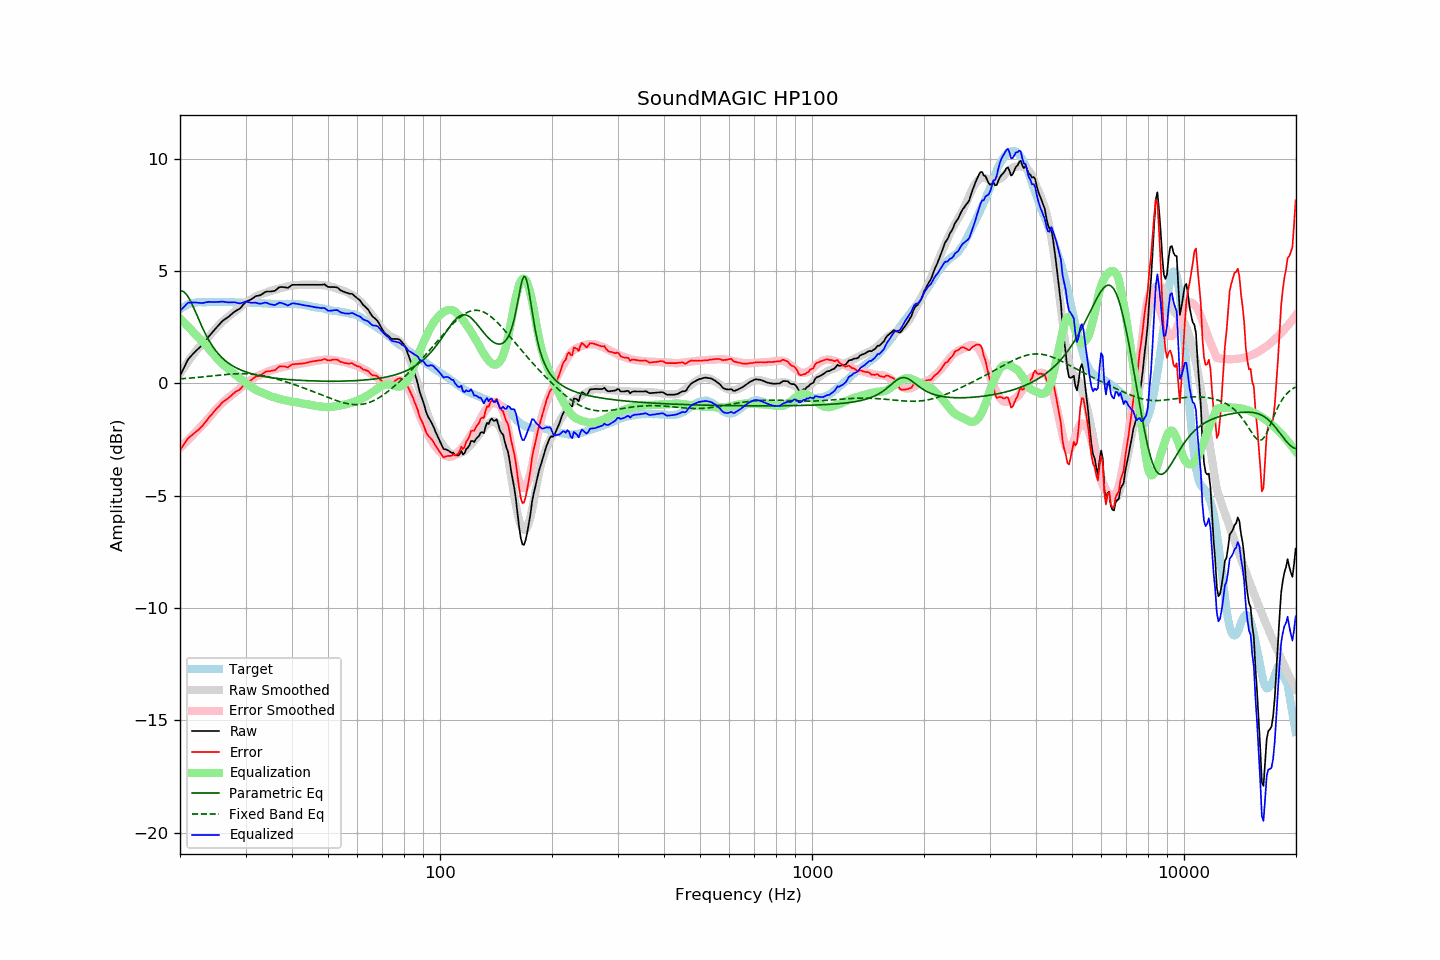 SoundMAGIC HP100
10
5
0
−5
−10
−15
−20
Amplitude (dBr)
Target
Raw Smoothed
Error Smoothed
Raw
Error
Equalization
Parametric Eq
Fixed Band Eq
Equalized
100 1000 10000
Frequency (Hz)